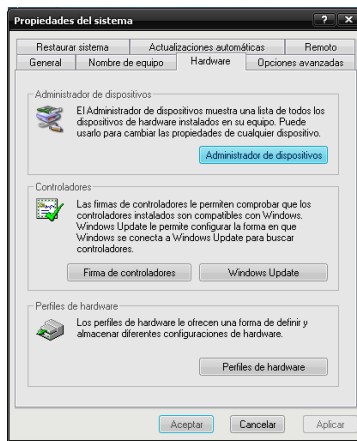 Propiedades del sistema
Restaurar sistema Actualizaciones automáticas Remoto
General Nombre de equipo Hardware Opciones avanzadas
Administrador de dispositivos
El Administrador de dispositivos muestra una lista de todos los
dispositivos de hardware instalados en su equipo. Puede
usarlo para cambiar las propiedades de cualquier dispositivo.
Administrador de dispositivos
Controladores
Las firmas de controladores le permiten comprobar que los
controladores instalados son compatibles con Windows.
Windows Update le permite configurar la forma en que
Windows se conecta a Windows Update para buscar
controladores.
Firma de controladores Windows Update
Perfiles de hardware
Los perfiles de hardware le ofrecen una forma de definir y
almacenar diferentes configuraciones de hardware.
Perfiles de hardware
Aceptar Cancelar Aplicar